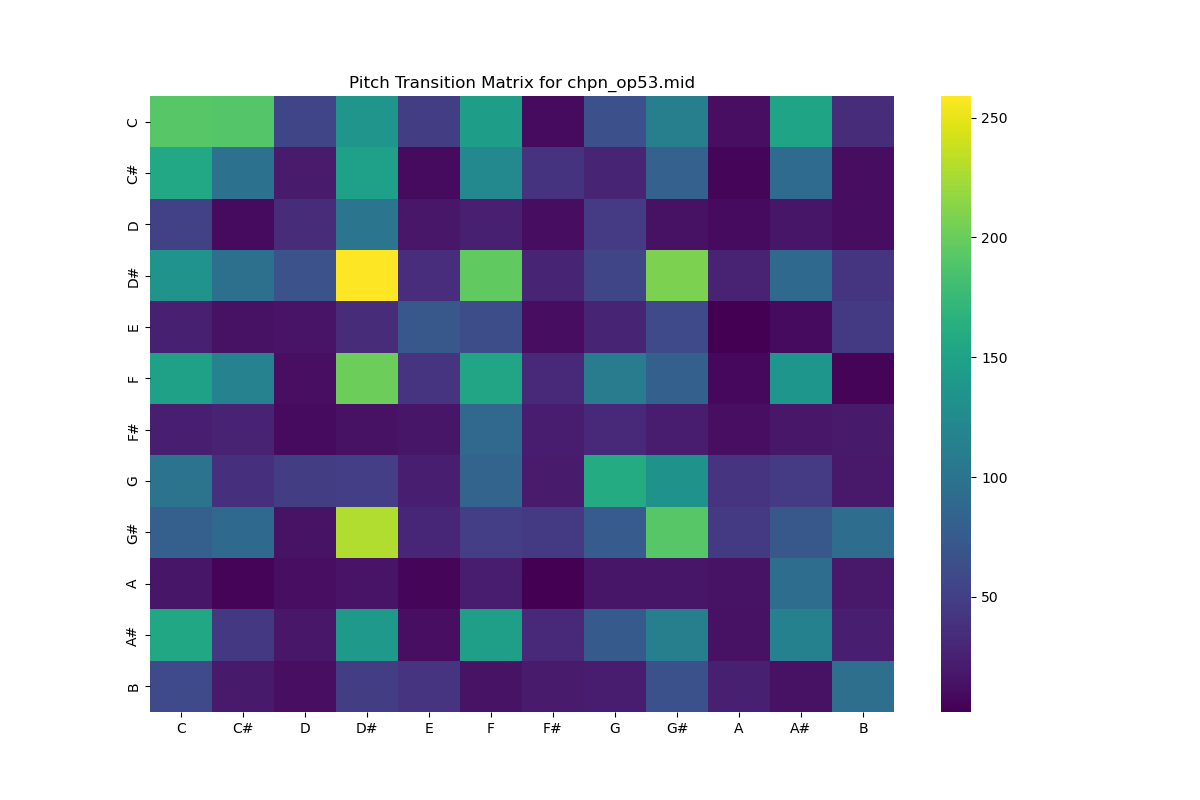 Pitch Transition Matrix for chpn_op53.mid
C
C#
D
D#
E
F
F#
G
G#
A
A#
B
C C# D D# E F F# G G# A A# B
250
200
150
100
50